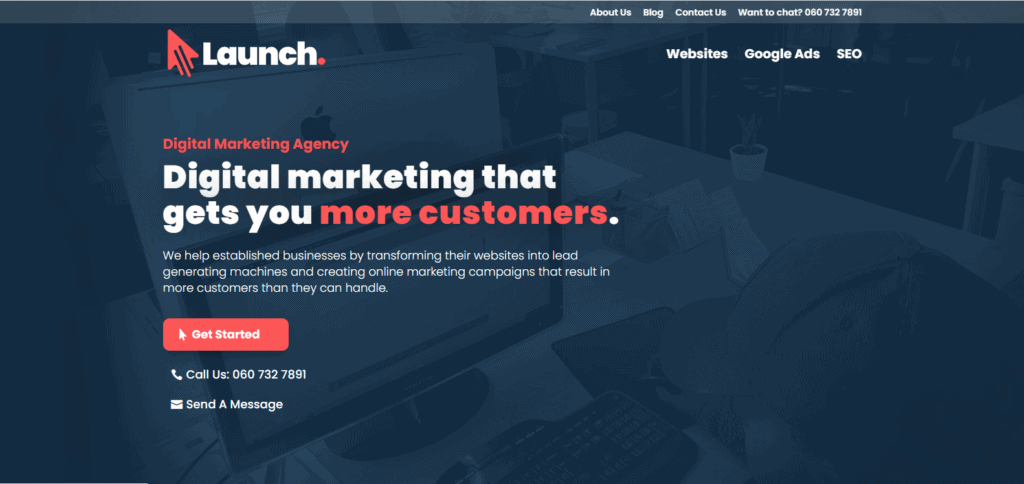 About Us Blog Contact Us Want to chat? 060 732 7891
Launch.
Websites Google Ads SEO
Digital Marketing Agency
Digital marketing that
gets you more customers.
We help established businesses by transforming their websites into lead
generating machines and creating online marketing campaigns that result in
more customers than they can handle.
Get Started
Call Us: 060 732 7891
Send A Message